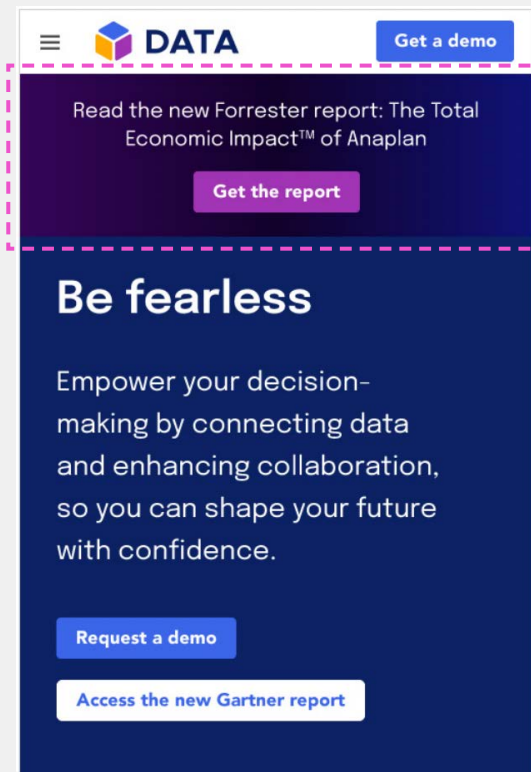 DATA
Get a demo
Read the new Forrester report: The Total
Economic Impact™ of Anaplan
Get the report
Be fearless
Empower your decision-
making by connecting data
and enhancing collaboration,
so you can shape your future
with confidence.
Request a demo
Access the new Gartner report